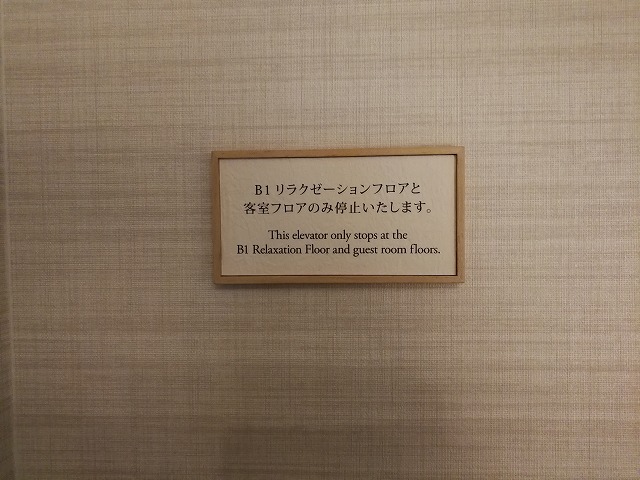 B1リラクゼーションフロアと
客室フロアのみ停止いたします。
This elevator only stops at the
B1 Relaxation Floor and guest room floors.